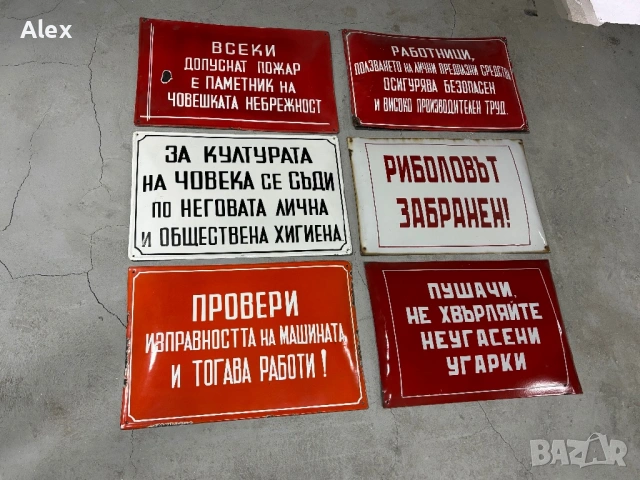 Alex
ВСЕКИ
ДОПУСНАТ ПОЖАР
Е ПАМЕТНИК НА
ЧОВЕШКАТА НЕБРЕЖНОСТ
РАБОТНИЦИ,
ПОЛЗВАНЕТО НА ЛИЧНИ ПРЕДПАЗНИ СРЕДСТВА
ОСИГУРЯВА БЕЗОПАСЕН
И ВИСОКО ПРОИЗВОДИТЕЛЕН ТРУД.
ЗА КУЛТУРАТА
НА ЧОВЕКА СЕ СЪДИ
ПО НЕГОВАТА ЛИЧНА
И ОБЩЕСТВЕНА ХИГИЕНА
РИБОЛОВЪТ
ЗАБРАНЕН!
ПРОВЕРИ
ИЗПРАВНОСТТА НА МАШИНАТА,
И ТОГАВА РАБОТИ!
ПУШАЧИ,
НЕ ХВЪРЛЯЙТЕ
НЕУГАСЕНИ
УГАРКИ
BAZAR